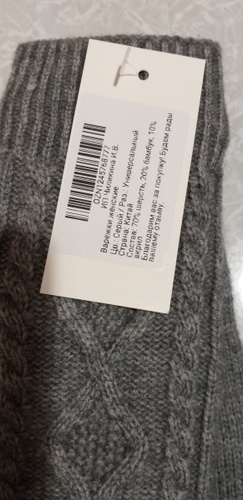 OZN1245768777
ИП Чиликина И.В.
Варежки женские
Цв.: Серый / Раз.: Универсальный
Страна: Китай
Состав: 70% шерсть, 20% бамбук, 10%
акрил
Благодарим вас за покупку! Будем рады
вашему отзыву